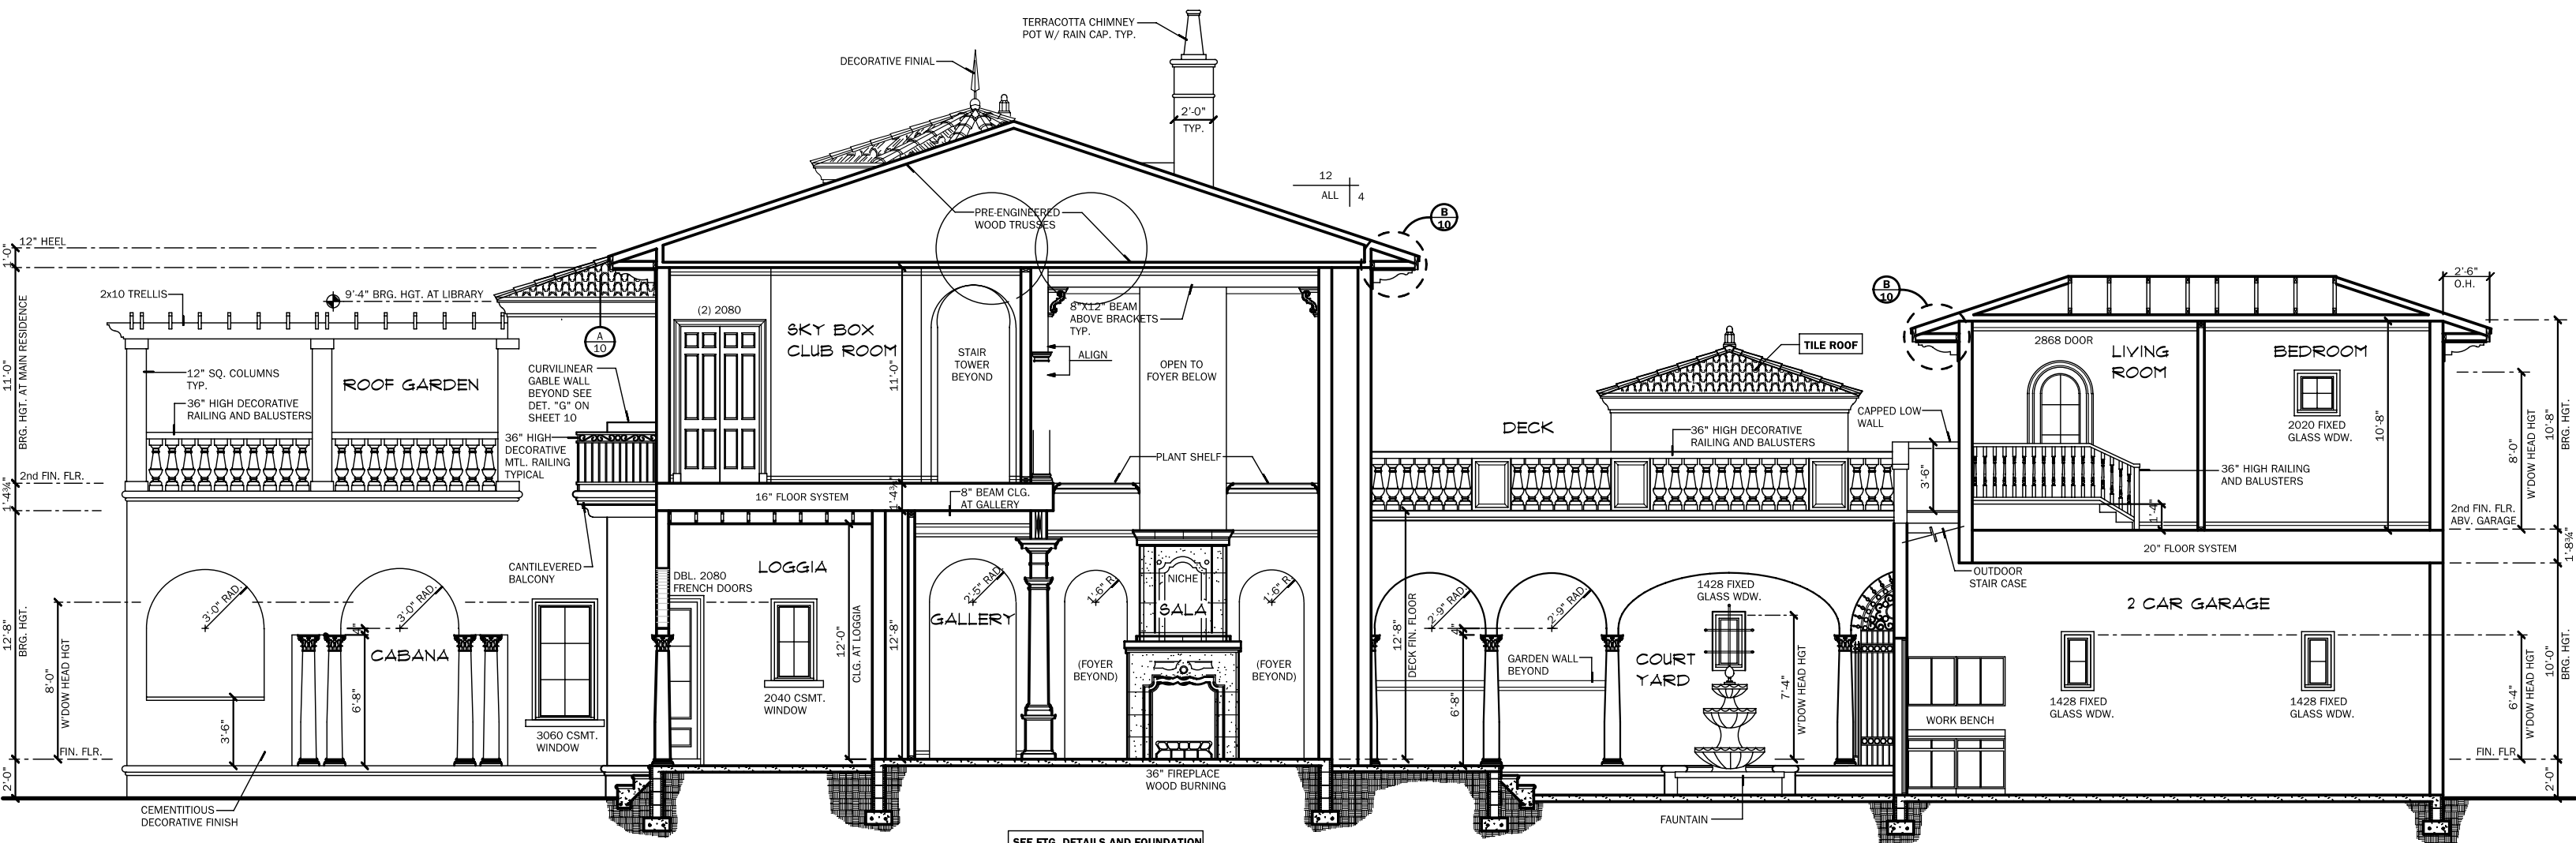 TERRACOTTA CHIMNEY
POT W/ RAIN CAP. TYP.
DECORATIVE FINIAL
2'-0"
TYP.
12
ALL
4
PRE-ENGINEERED
WOOD TRUSSES
B
10
12" HEEL
1'-0"
2x10 TRELLIS
9'-4" BRG. HGT. AT LIBRARY
A
10
11'-0"
BRG. HGT. AT MAIN RESIDENCE
12" SQ. COLUMNS
TYP.
ROOF GARDEN
36" HIGH DECORATIVE
RAILING AND BALUSTERS
CURVILINEAR
GABLE WALL
BEYOND SEE
DET. "G" ON
SHEET 10
36" HIGH
DECORATIVE
MTL. RAILING
TYPICAL
2nd FIN. FLR.
1'-4¾"
(2) 2080
SKY BOX
CLUB ROOM
11'-0"
STAIR
TOWER
BEYOND
8"X12" BEAM
ABOVE BRACKETS
TYP.
ALIGN
OPEN TO
FOYER BELOW
PLANT SHELF
16" FLOOR SYSTEM
1'-4¾"
8" BEAM CLG.
AT GALLERY
CANTILEVERED
BALCONY
3'-0" RAD.
3'-0" RAD.
4"
CABANA
6'-8"
3'-6"
12'-8"
BRG. HGT.
8'-0"
W'DOW HEAD HGT
FIN. FLR.
2'-0"
CEMENTITIOUS
DECORATIVE FINISH
3060 CSMT.
WINDOW
DBL. 2080
FRENCH DOORS
LOGGIA
2040 CSMT.
WINDOW
12'-0"
CLG. AT LOGGIA
12'-8"
2'-5" RAD.
GALLERY
1'-6" R.
(FOYER
BEYOND)
NICHE
SALA
1'-6" R.
(FOYER
BEYOND)
36" FIREPLACE
WOOD BURNING
SEE FTG. DETAILS AND FOUNDATION
DECK
TILE ROOF
36" HIGH DECORATIVE
RAILING AND BALUSTERS
CAPPED LOW
WALL
3'-6"
12'-8"
DECK FIN. FLOOR
2'-9" RAD.
2'-9" RAD.
4"
6'-8"
GARDEN WALL
BEYOND
COURT
YARD
1428 FIXED
GLASS WDW.
7'-4"
W'DOW HEAD HGT
FAUNTAIN
B
10
2868 DOOR
LIVING
ROOM
BEDROOM
2020 FIXED
GLASS WDW.
10'-8"
36" HIGH RAILING
AND BALUSTERS
1'-4"
2'-6"
O.H.
8'-0"
W'DOW HEAD HGT
10'-8"
BRG. HGT.
2nd FIN. FLR.
ABV. GARAGE
1'-8¾"
20" FLOOR SYSTEM
OUTDOOR
STAIR CASE
2 CAR GARAGE
WORK BENCH
1428 FIXED
GLASS WDW.
1428 FIXED
GLASS WDW.
6'-4"
W'DOW HEAD HGT
10'-0"
BRG. HGT.
FIN. FLR
2'-0"